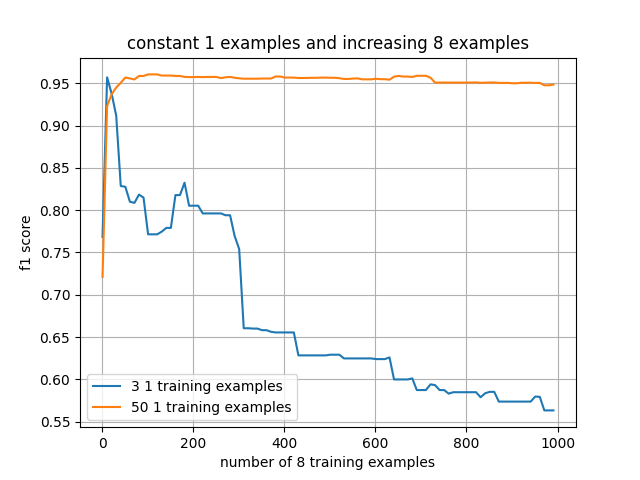 constant 1 examples and increasing 8 examples
f1 score
0.95
0.90
0.85
0.80
0.75
0.70
0.65
0.60
0.55
3 1 training examples
50 1 training examples
0 200 400 600 800 1000
number of 8 training examples